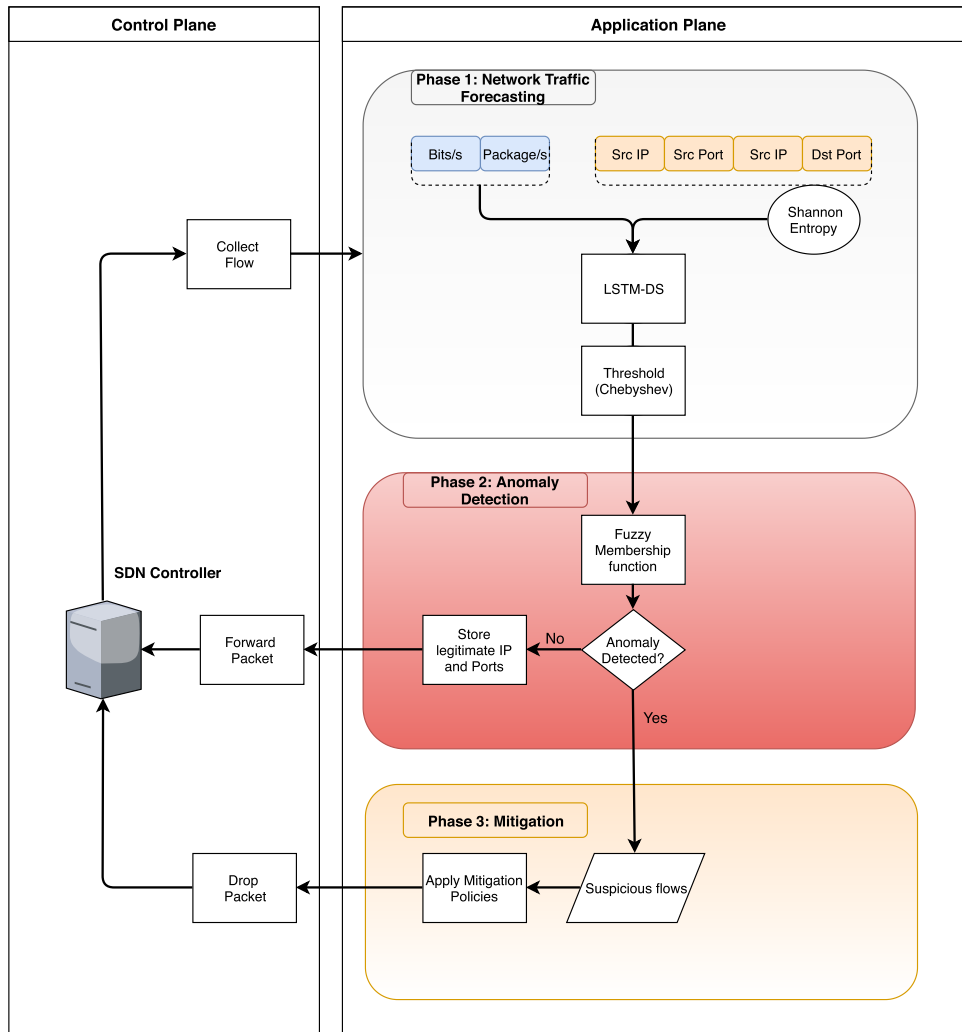 Control Plane
Application Plane
Phase 1: Network Traffic
Forecasting
Bits/s
Package/s
Src IP
Src Port
Src IP
Dst Port
Shannon
Entropy
Collect
Flow
LSTM-DS
Threshold
(Chebyshev)
Phase 2: Anomaly
Detection
Fuzzy
Membership
function
SDN Controller
Forward
Packet
Store
legitimate IP
and Ports
No
Anomaly
Detected?
Yes
Phase 3: Mitigation
Drop
Packet
Apply Mitigation
Policies
Suspicious flows